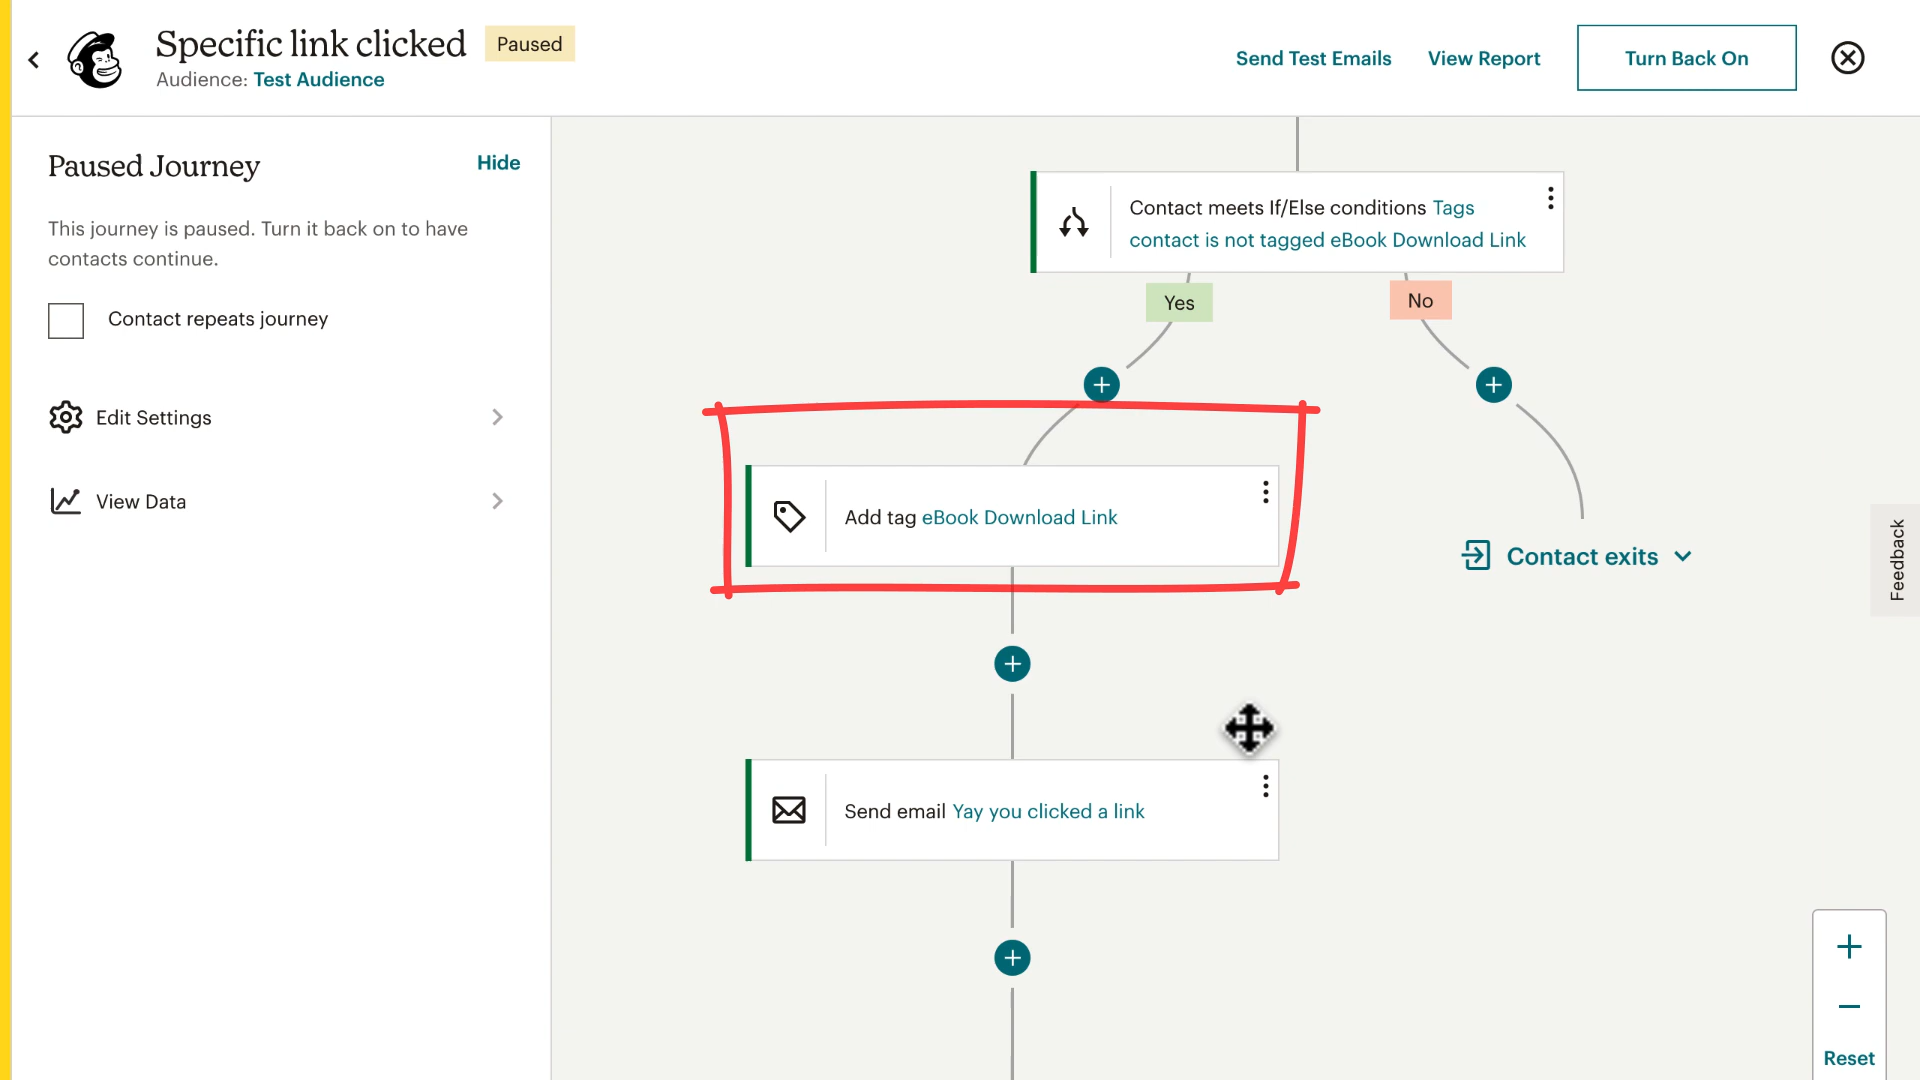 Specific link clicked
Paused
Audience: Test Audience
Send Test Emails
View Report
Turn Back On
Paused Journey
Hide
This journey is paused. Turn it back on to have
contacts continue.
Contact repeats journey
Edit Settings
View Data
Contact meets If/Else conditions Tags
contact is not tagged eBook Download Link
Yes
No
Add tag eBook Download Link
Contact exits
Send email Yay you clicked a link
Feedback
Reset